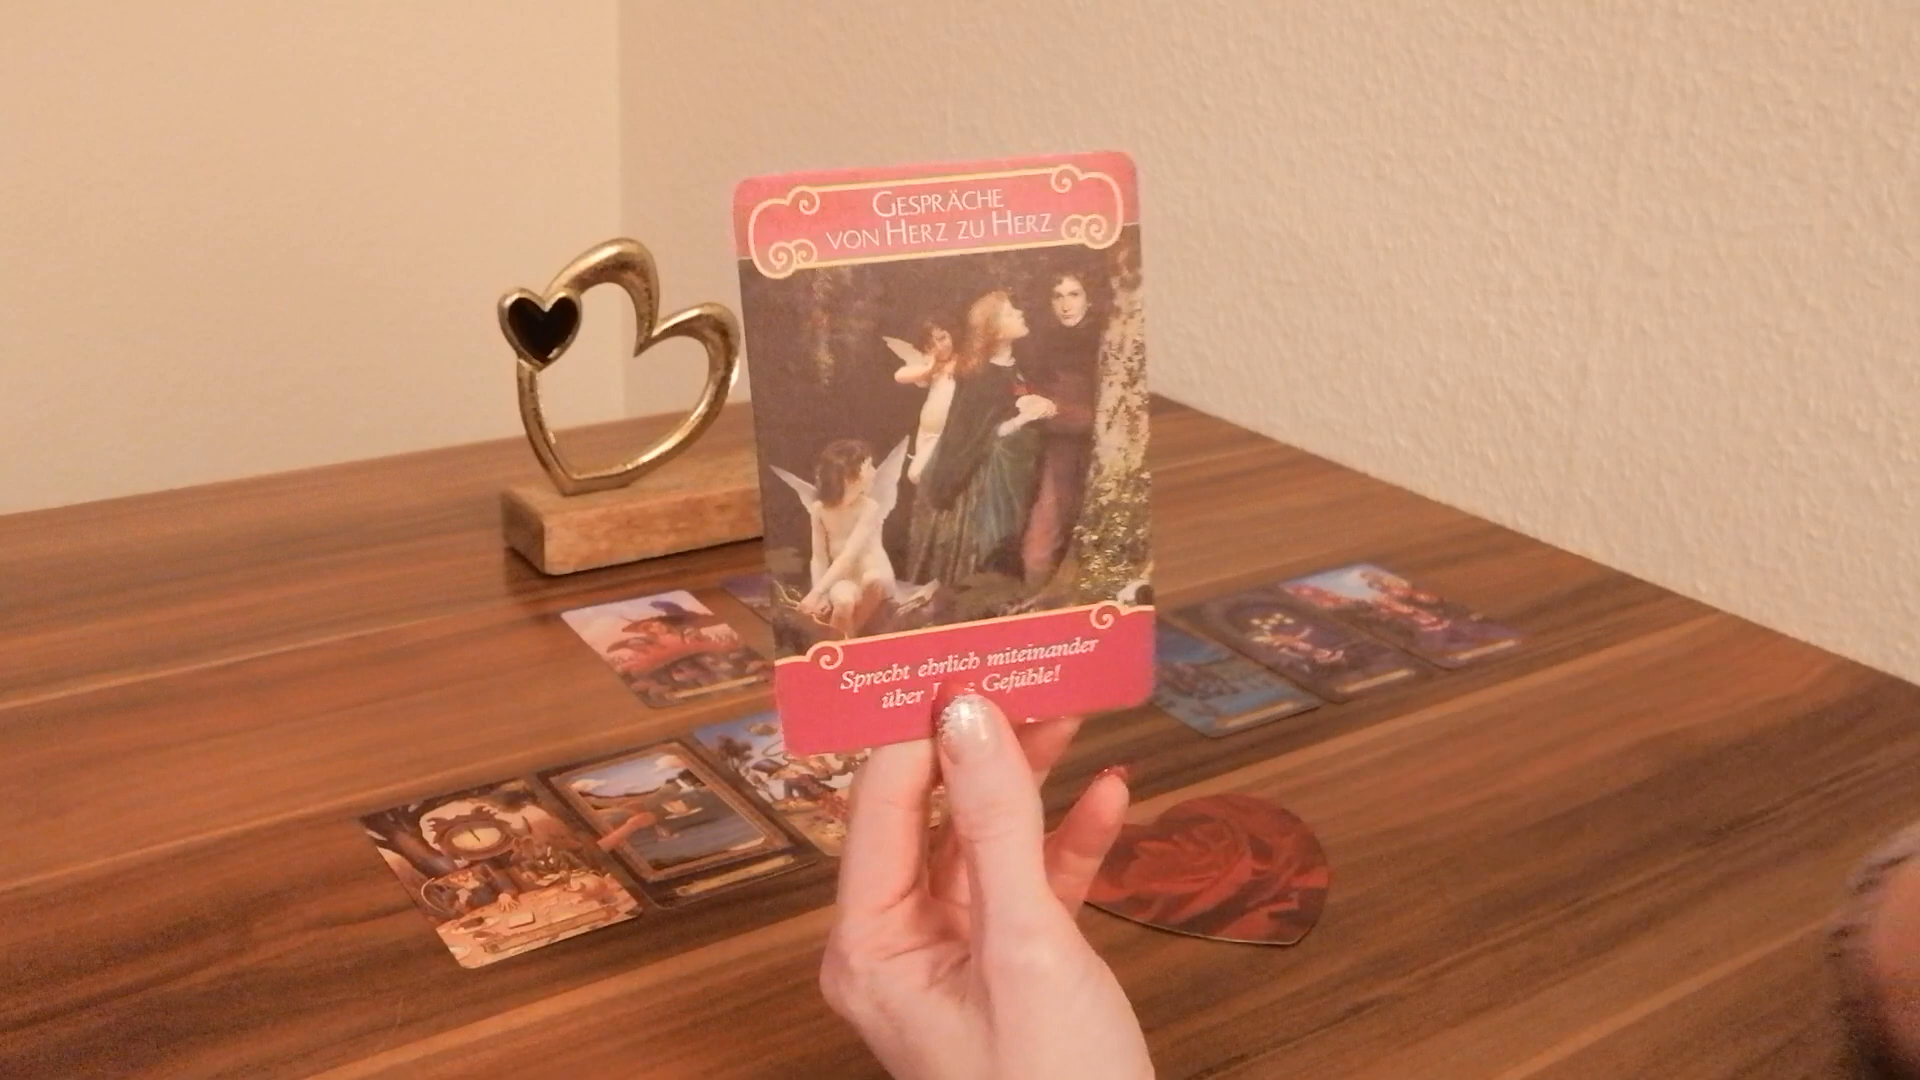 GESPRÄCHE
VON HERZ ZU HERZ
Sprecht ehrlich miteinander
über Gefühle!